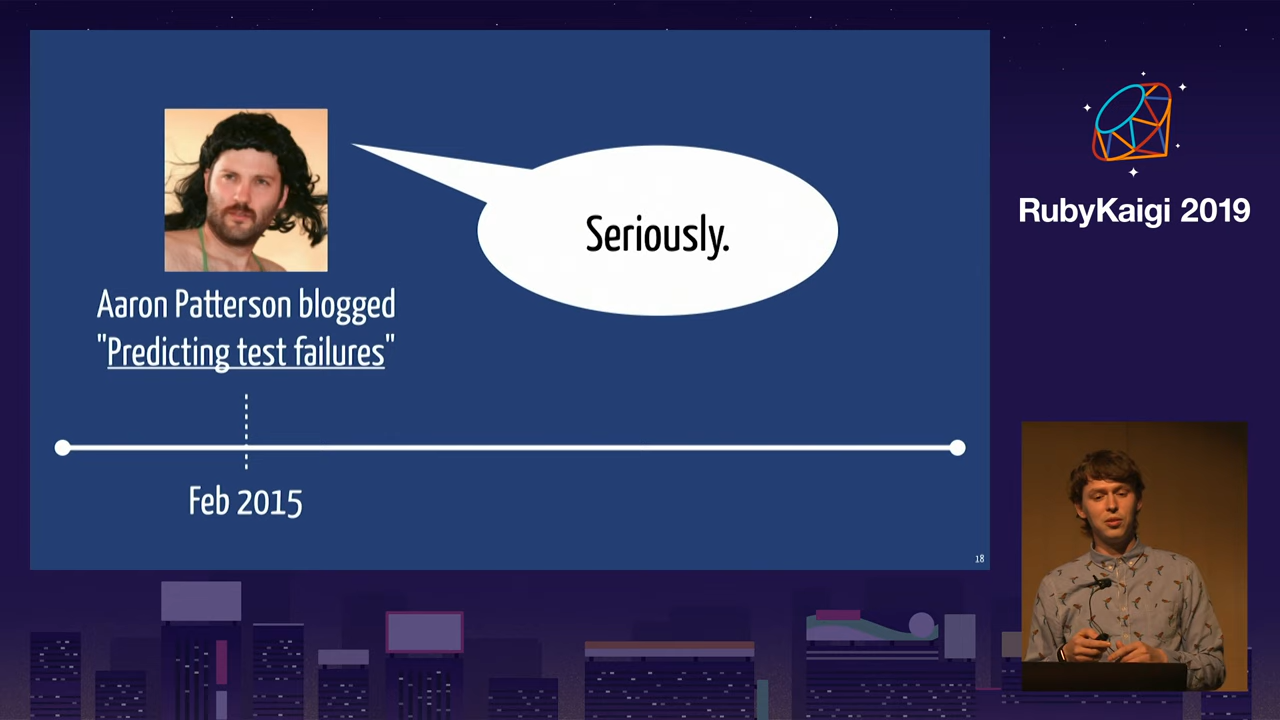 Seriously.
Aaron Patterson blogged
"Predicting test failures"
Feb 2015
18
RubyKaigi 2019